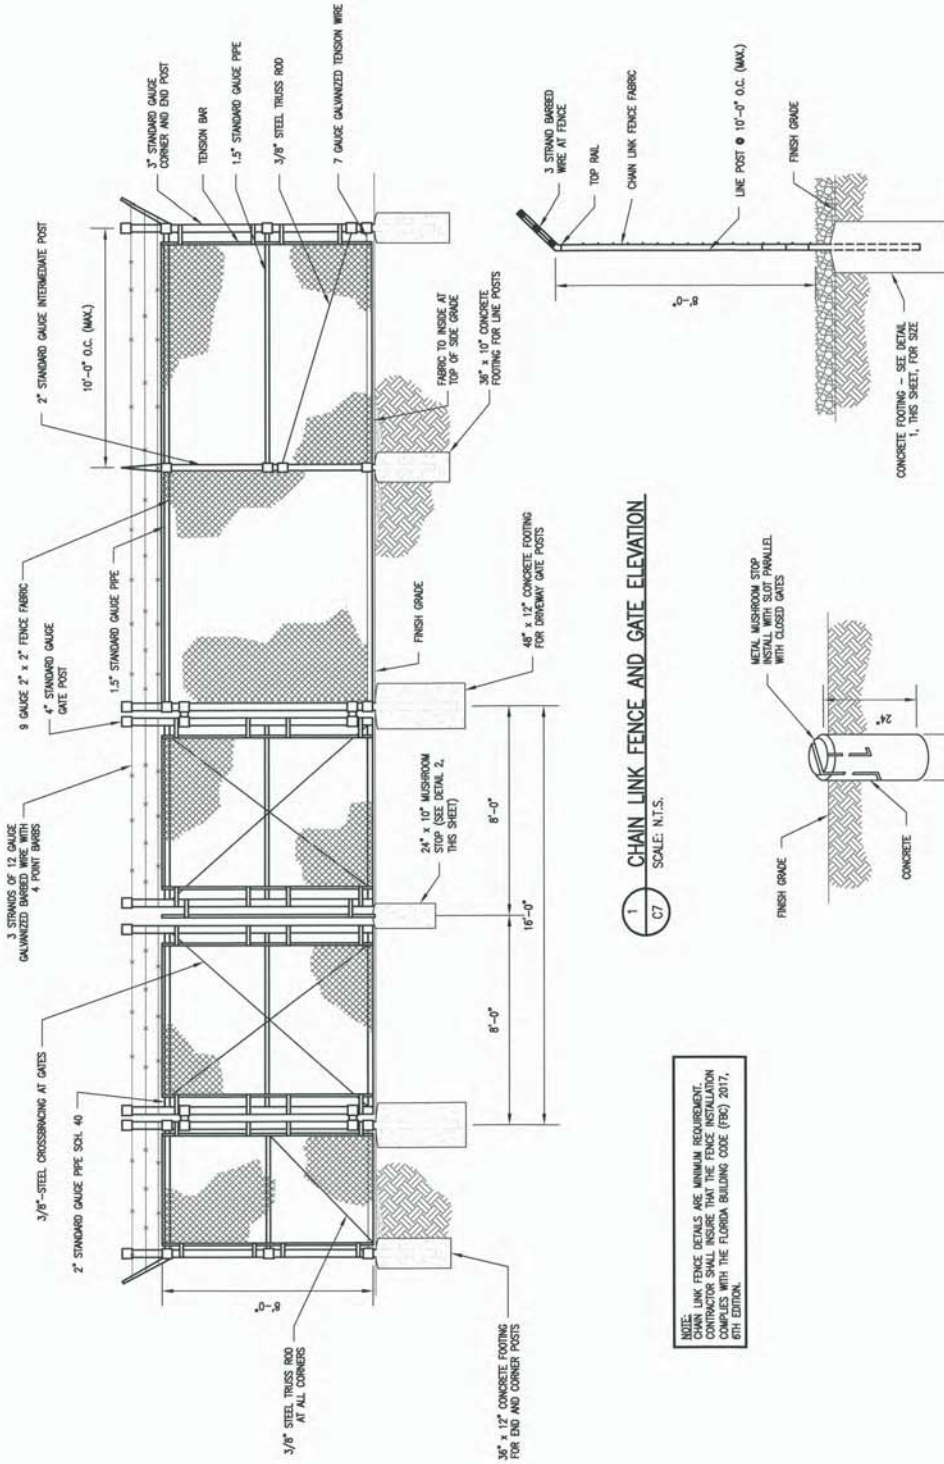 3 STRANDS OF 12 GAUGE
GALVANIZED BARBED WIRE WITH
4 POINT BARBS
9 GAUGE 2" x 2" FENCE FABRIC
4" STANDARD GAUGE
GATE POST
1.5" STANDARD GAUGE PIPE
2" STANDARD GAUGE INTERMEDIATE POST
10'-0" O.C. (MAX.)
3" STANDARD GAUGE
CORNER AND END POST
TENSION BAR
1.5" STANDARD GAUGE PIPE
3/8" STEEL TRUSS ROD
7 GAUGE GALVANIZED TENSION WIRE
3/8"-STEEL CROSSBRACING AT GATES
2" STANDARD GAUGE PIPE SCH. 40
8'-0"
3/8" STEEL TRUSS ROD
AT ALL CORNERS
36" x 12" CONCRETE FOOTING
FOR END AND CORNER POSTS
24" x 10" MUSHROOM
STOP (SEE DETAIL 2,
THIS SHEET)
8'-0"
8'-0"
16'-0"
FINISH GRADE
48" x 12" CONCRETE FOOTING
FOR DRIVEWAY GATE POSTS
FABRIC TO INSIDE AT
TOP OF SIDE GRADE
36" x 10" CONCRETE
FOOTING FOR LINE POSTS
1
C7
CHAIN LINK FENCE AND GATE ELEVATION
SCALE: N.T.S.
3 STRAND BARBED
WIRE AT FENCE
TOP RAIL
CHAIN LINK FENCE FABRIC
LINE POST @ 10'-0" O.C. (MAX.)
FINISH GRADE
8'-0"
CONCRETE FOOTING - SEE DETAIL
1, THIS SHEET, FOR SIZE
METAL MUSHROOM STOP
INSTALL WITH SLOT PARALLEL
WITH CLOSED GATES
24"
FINISH GRADE
CONCRETE
NOTE:
CHAIN LINK FENCE DETAILS ARE MINIMUM REQUIREMENT.
CONTRACTOR SHALL INSURE THAT THE FENCE INSTALLATION
COMPLIES WITH THE FLORIDA BUILDING CODE (FBC) 2017,
6TH EDITION.